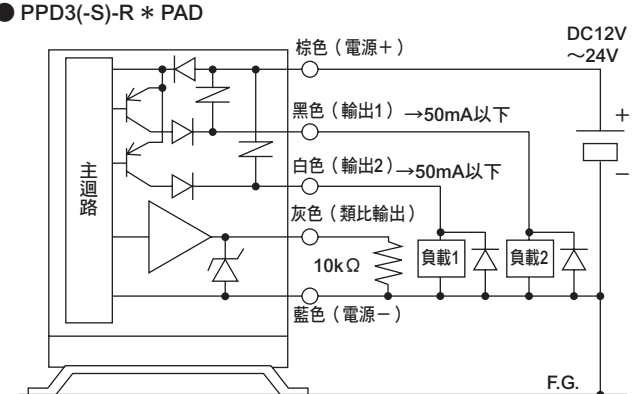 ● PPD3(-S)-R＊PAD
DC12V
～24V
棕色（電源＋）
黑色（輸出1）→50mA以下
＋
白色（輸出2）→50mA以下
－
主迴路
灰色（類比輸出）
10kΩ
負載1
負載2
藍色（電源－）
F.G.